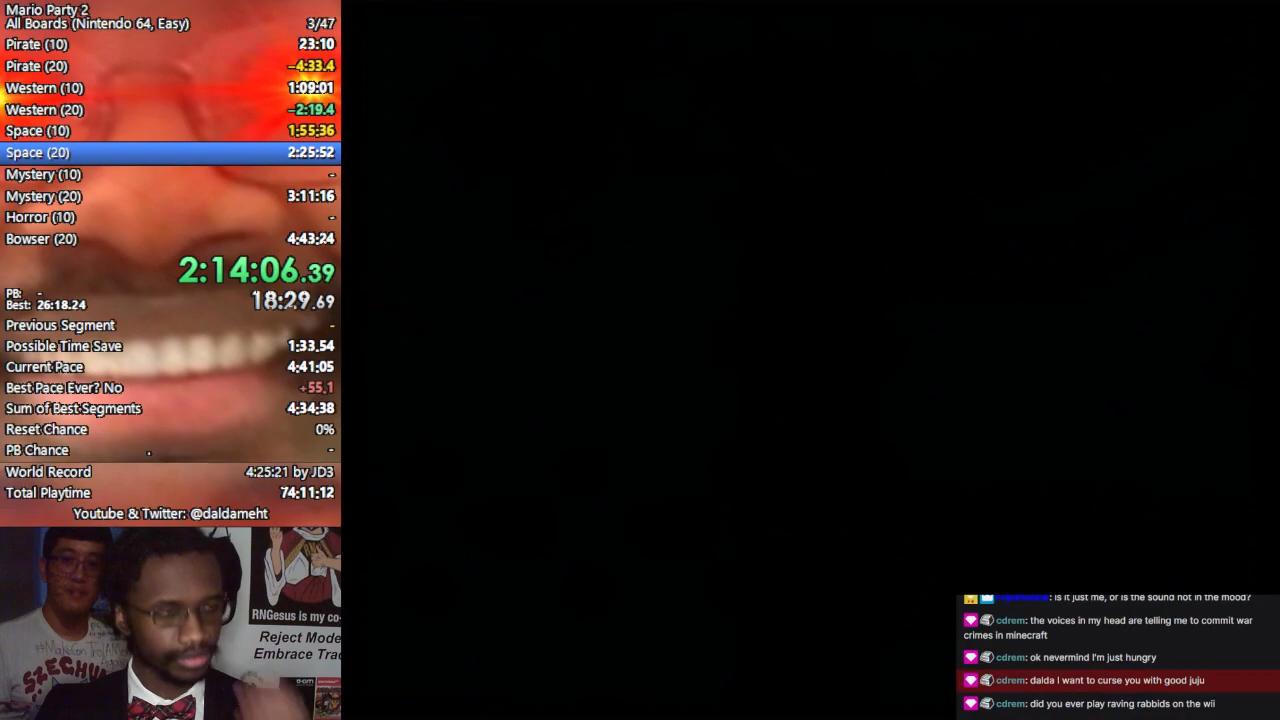 Mario Party 2
All Boards (Nintendo 64, Easy) 3/47
Pirate (10) 23:10
Pirate (20) −4:33.4
Western (10) 1:09:01
Western (20) −2:19.4
Space (10) 1:55:36
Space (20) 2:25:52
Mystery (10) -
Mystery (20) 3:11:16
Horror (10) -
Bowser (20) 4:43:24
2:14:06.39
PB: -
Best: 26:18.24 18:29.69
Previous Segment -
Possible Time Save 1:33.54
Current Pace 4:41:05
Best Pace Ever? No +55.1
Sum of Best Segments 4:34:38
Reset Chance 0%
PB Chance -
World Record 4:25:21 by JD3
Total Playtime 74:11:12
Youtube & Twitter: @daldameht
RNGesus is my co-
Reject Mode
Embrace Trad
: is it just me, or is the sound not in the mood?
cdrem: the voices in my head are telling me to commit war
crimes in minecraft
cdrem: ok nevermind I'm just hungry
cdrem: dalda I want to curse you with good juju
cdrem: did you ever play raving rabbids on the wii